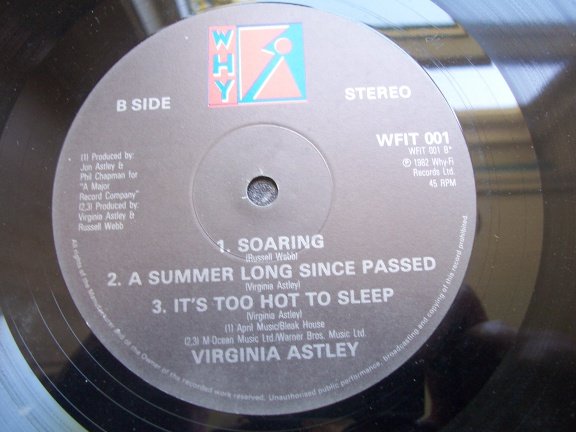 WHY
B SIDE
STEREO
WFIT 001
WFIT 001 B*
℗ 1982 Why-Fi
Records Ltd.
45 RPM
(1) Produced by:
Jon Astley &
Phil Chapman for
"A Major
Record Company"
(2,3) Produced by:
Virginia Astley &
Russell Webb
1. SOARING
(Russell Webb)
2. A SUMMER LONG SINCE PASSED
(Virginia Astley)
3. IT'S TOO HOT TO SLEEP
(Virginia Astley)
(1) April Music/Bleak House
(2,3) M·Ocean Music Ltd/Warner Bros. Music Ltd.
VIRGINIA ASTLEY
All rights of the Manufacturer and of the Owner of the recorded work reserved. Unauthorised public performance, broadcasting and copying of this record prohibited.